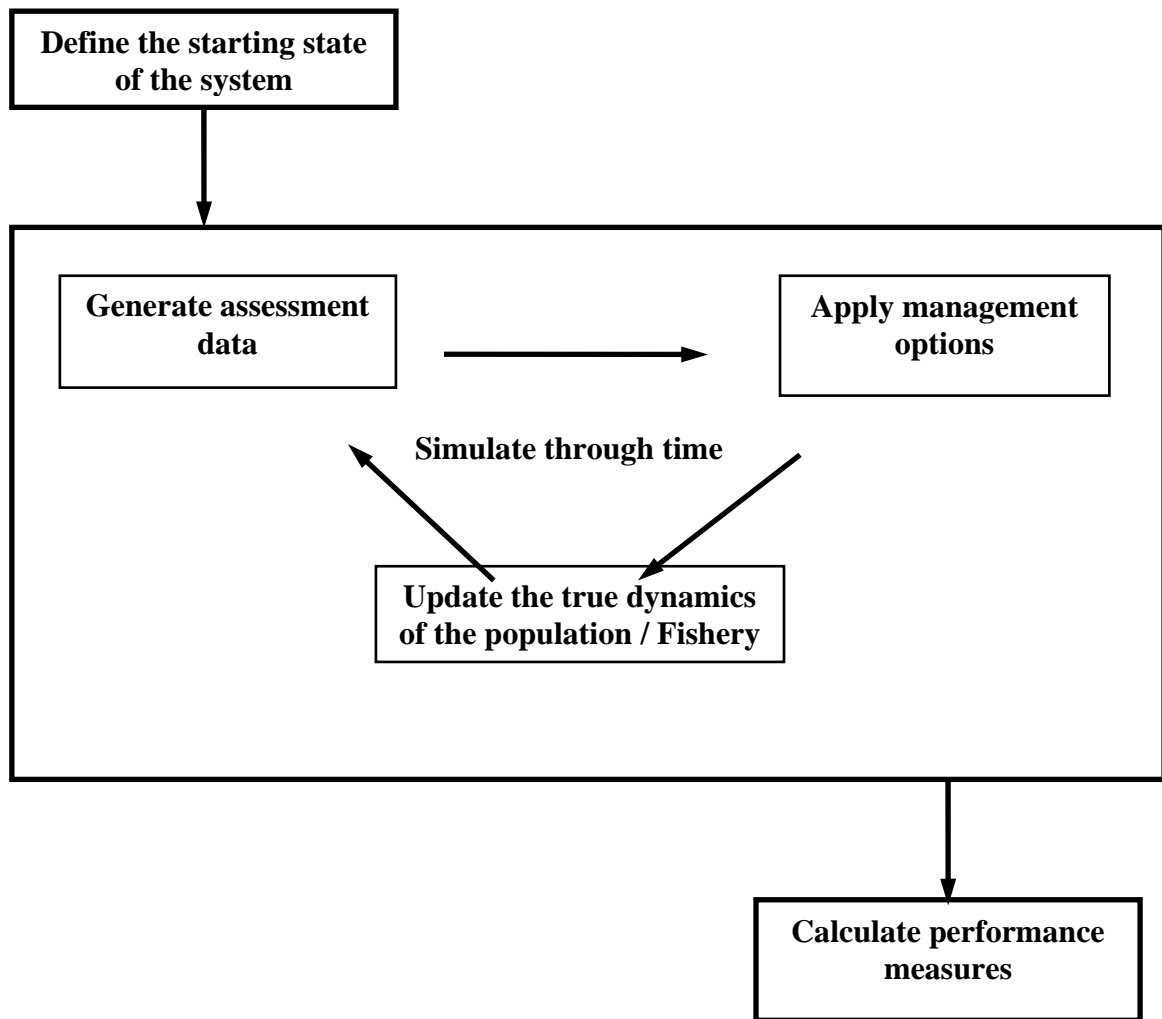 Define the starting state
of the system
Generate assessment
data
Apply management
options
Simulate through time
Update the true dynamics
of the population / Fishery
Calculate performance
measures